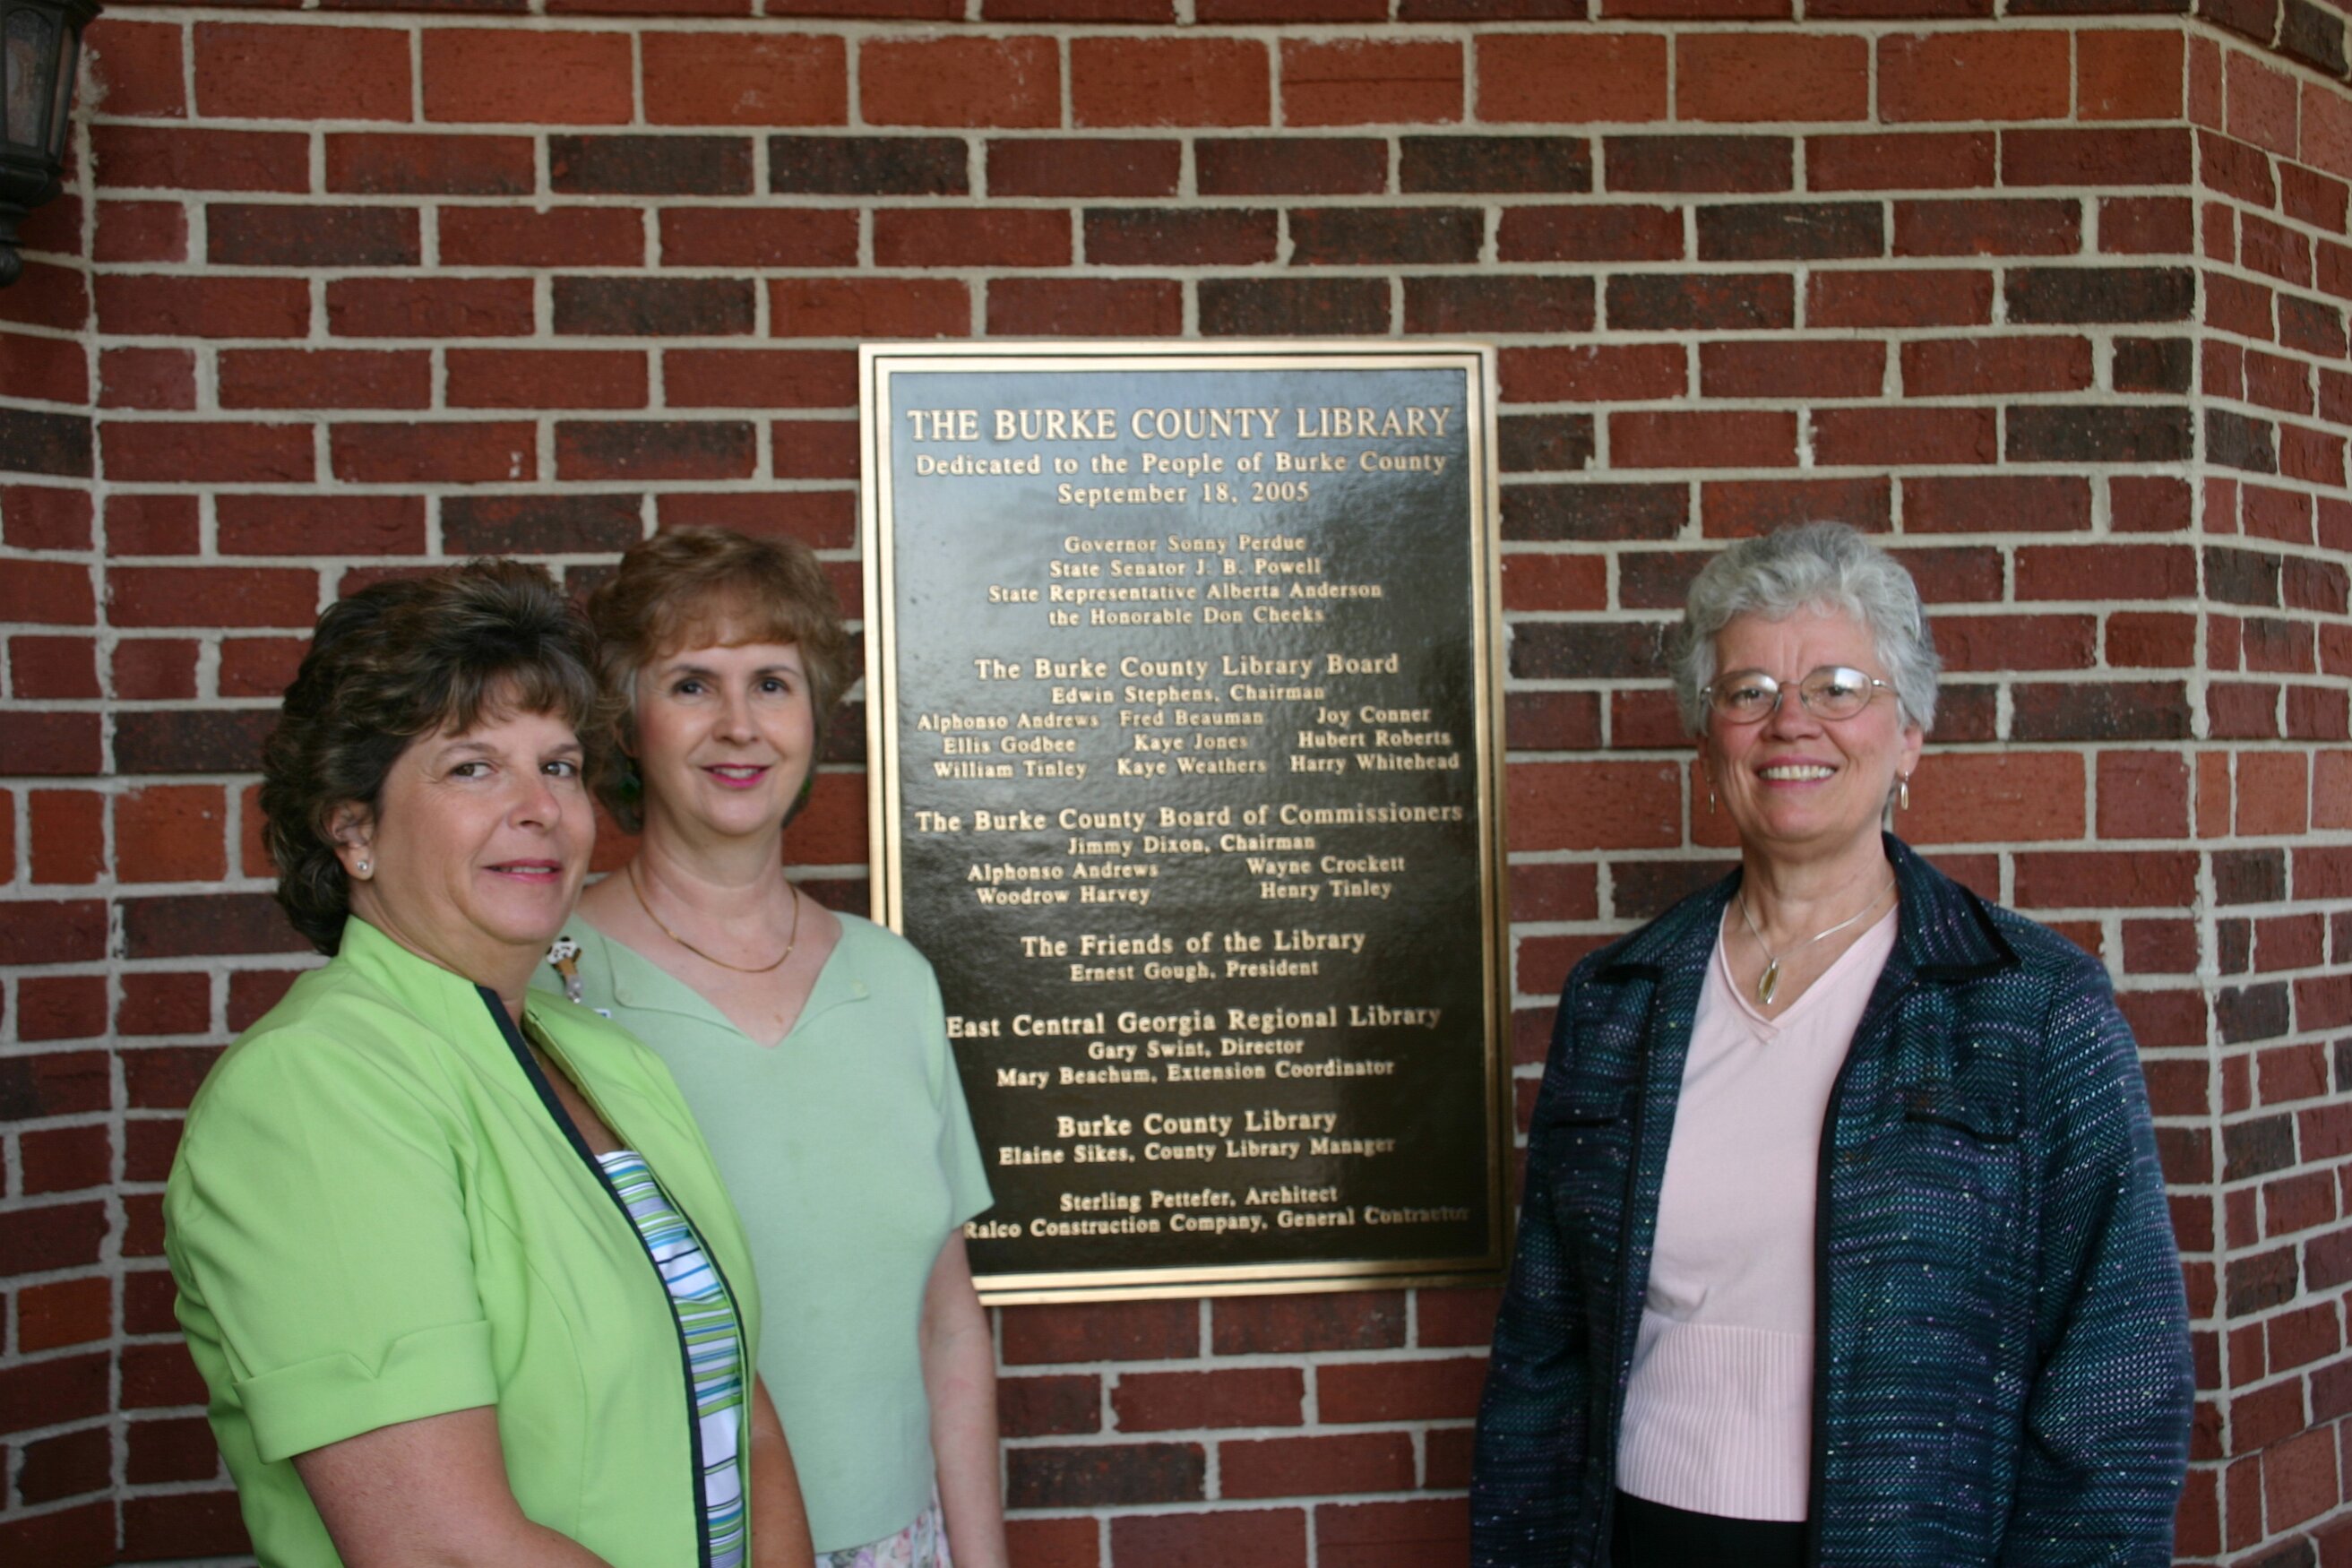 THE BURKE COUNTY LIBRARY
Dedicated to the People of Burke County
September 18, 2005
Governor Sonny Perdue
State Senator J. B. Powell
State Representative Alberta Anderson
the Honorable Don Cheeks
The Burke County Library Board
Edwin Stephens, Chairman
Alphonso Andrews Fred Beauman Joy Conner
Ellis Godbee Kaye Jones Hubert Roberts
William Tinley Kaye Weathers Harry Whitehead
The Burke County Board of Commissioners
Jimmy Dixon, Chairman
Alphonso Andrews Wayne Crockett
Woodrow Harvey Henry Tinley
The Friends of the Library
Ernest Gough, President
East Central Georgia Regional Library
Gary Swint, Director
Mary Beachum, Extension Coordinator
Burke County Library
Elaine Sikes, County Library Manager
Sterling Pettefer, Architect
Ralco Construction Company, General Contractor